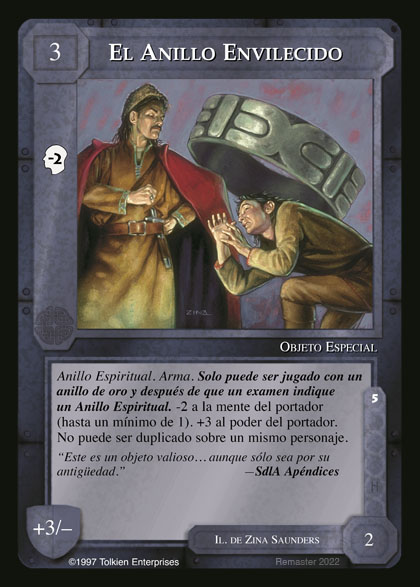 3
El Anillo Envilecido
-2
ZINA
Objeto Especial
Anillo Espiritual. Arma. Solo puede ser jugado con un
anillo de oro y después de que un examen indique
un Anillo Espiritual. -2 a la mente del portador
(hasta un mínimo de 1). +3 al poder del portador.
No puede ser duplicado sobre un mismo personaje.
“Este es un objeto valioso… aunque sólo sea por su
antigüedad.” —SdlA Apéndices
5
H
+3/–
Il. de Zina Saunders
2
©1997 Tolkien Enterprises
Remaster 2022